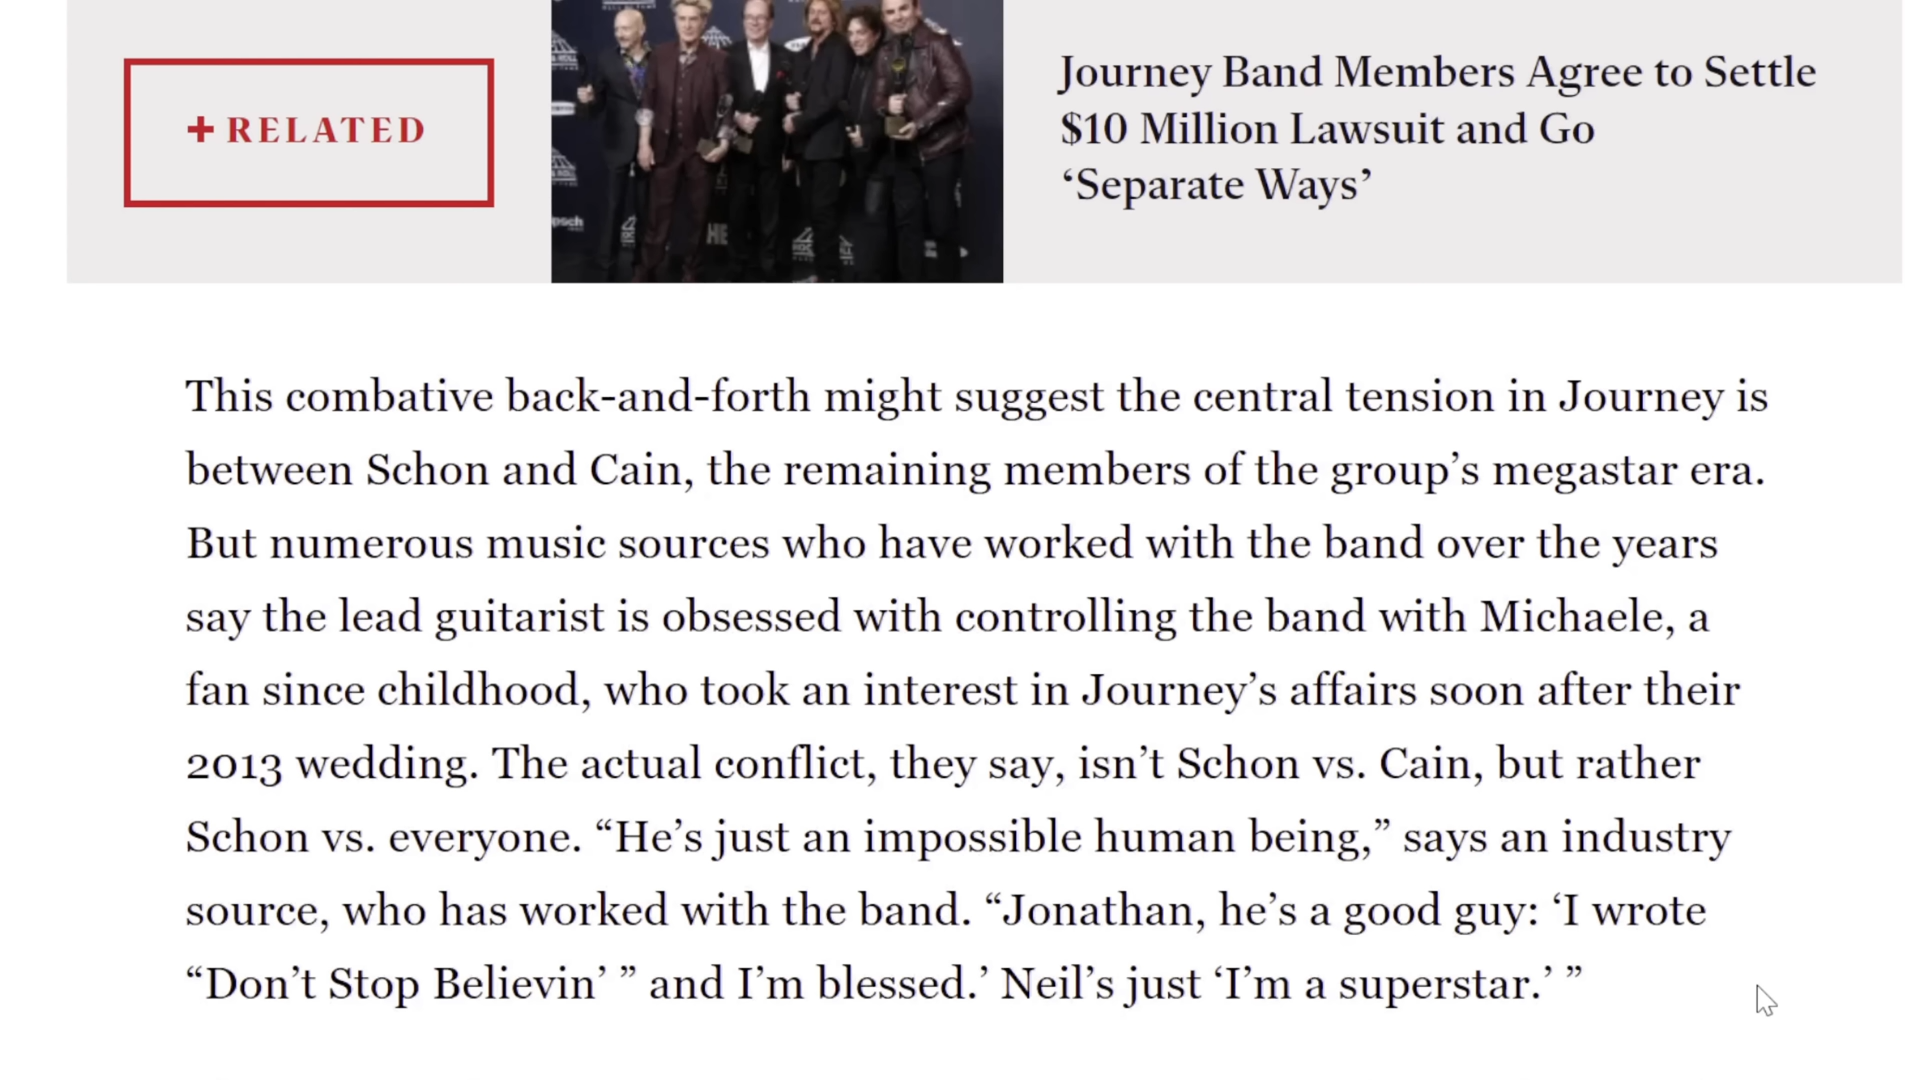 + RELATED
Journey Band Members Agree to Settle
$10 Million Lawsuit and Go
‘Separate Ways’
This combative back-and-forth might suggest the central tension in Journey is
between Schon and Cain, the remaining members of the group’s megastar era.
But numerous music sources who have worked with the band over the years
say the lead guitarist is obsessed with controlling the band with Michaele, a
fan since childhood, who took an interest in Journey’s affairs soon after their
2013 wedding. The actual conflict, they say, isn’t Schon vs. Cain, but rather
Schon vs. everyone. “He’s just an impossible human being,” says an industry
source, who has worked with the band. “Jonathan, he’s a good guy: ‘I wrote
“Don’t Stop Believin’ ” and I’m blessed.’ Neil’s just ‘I’m a superstar.’ ”